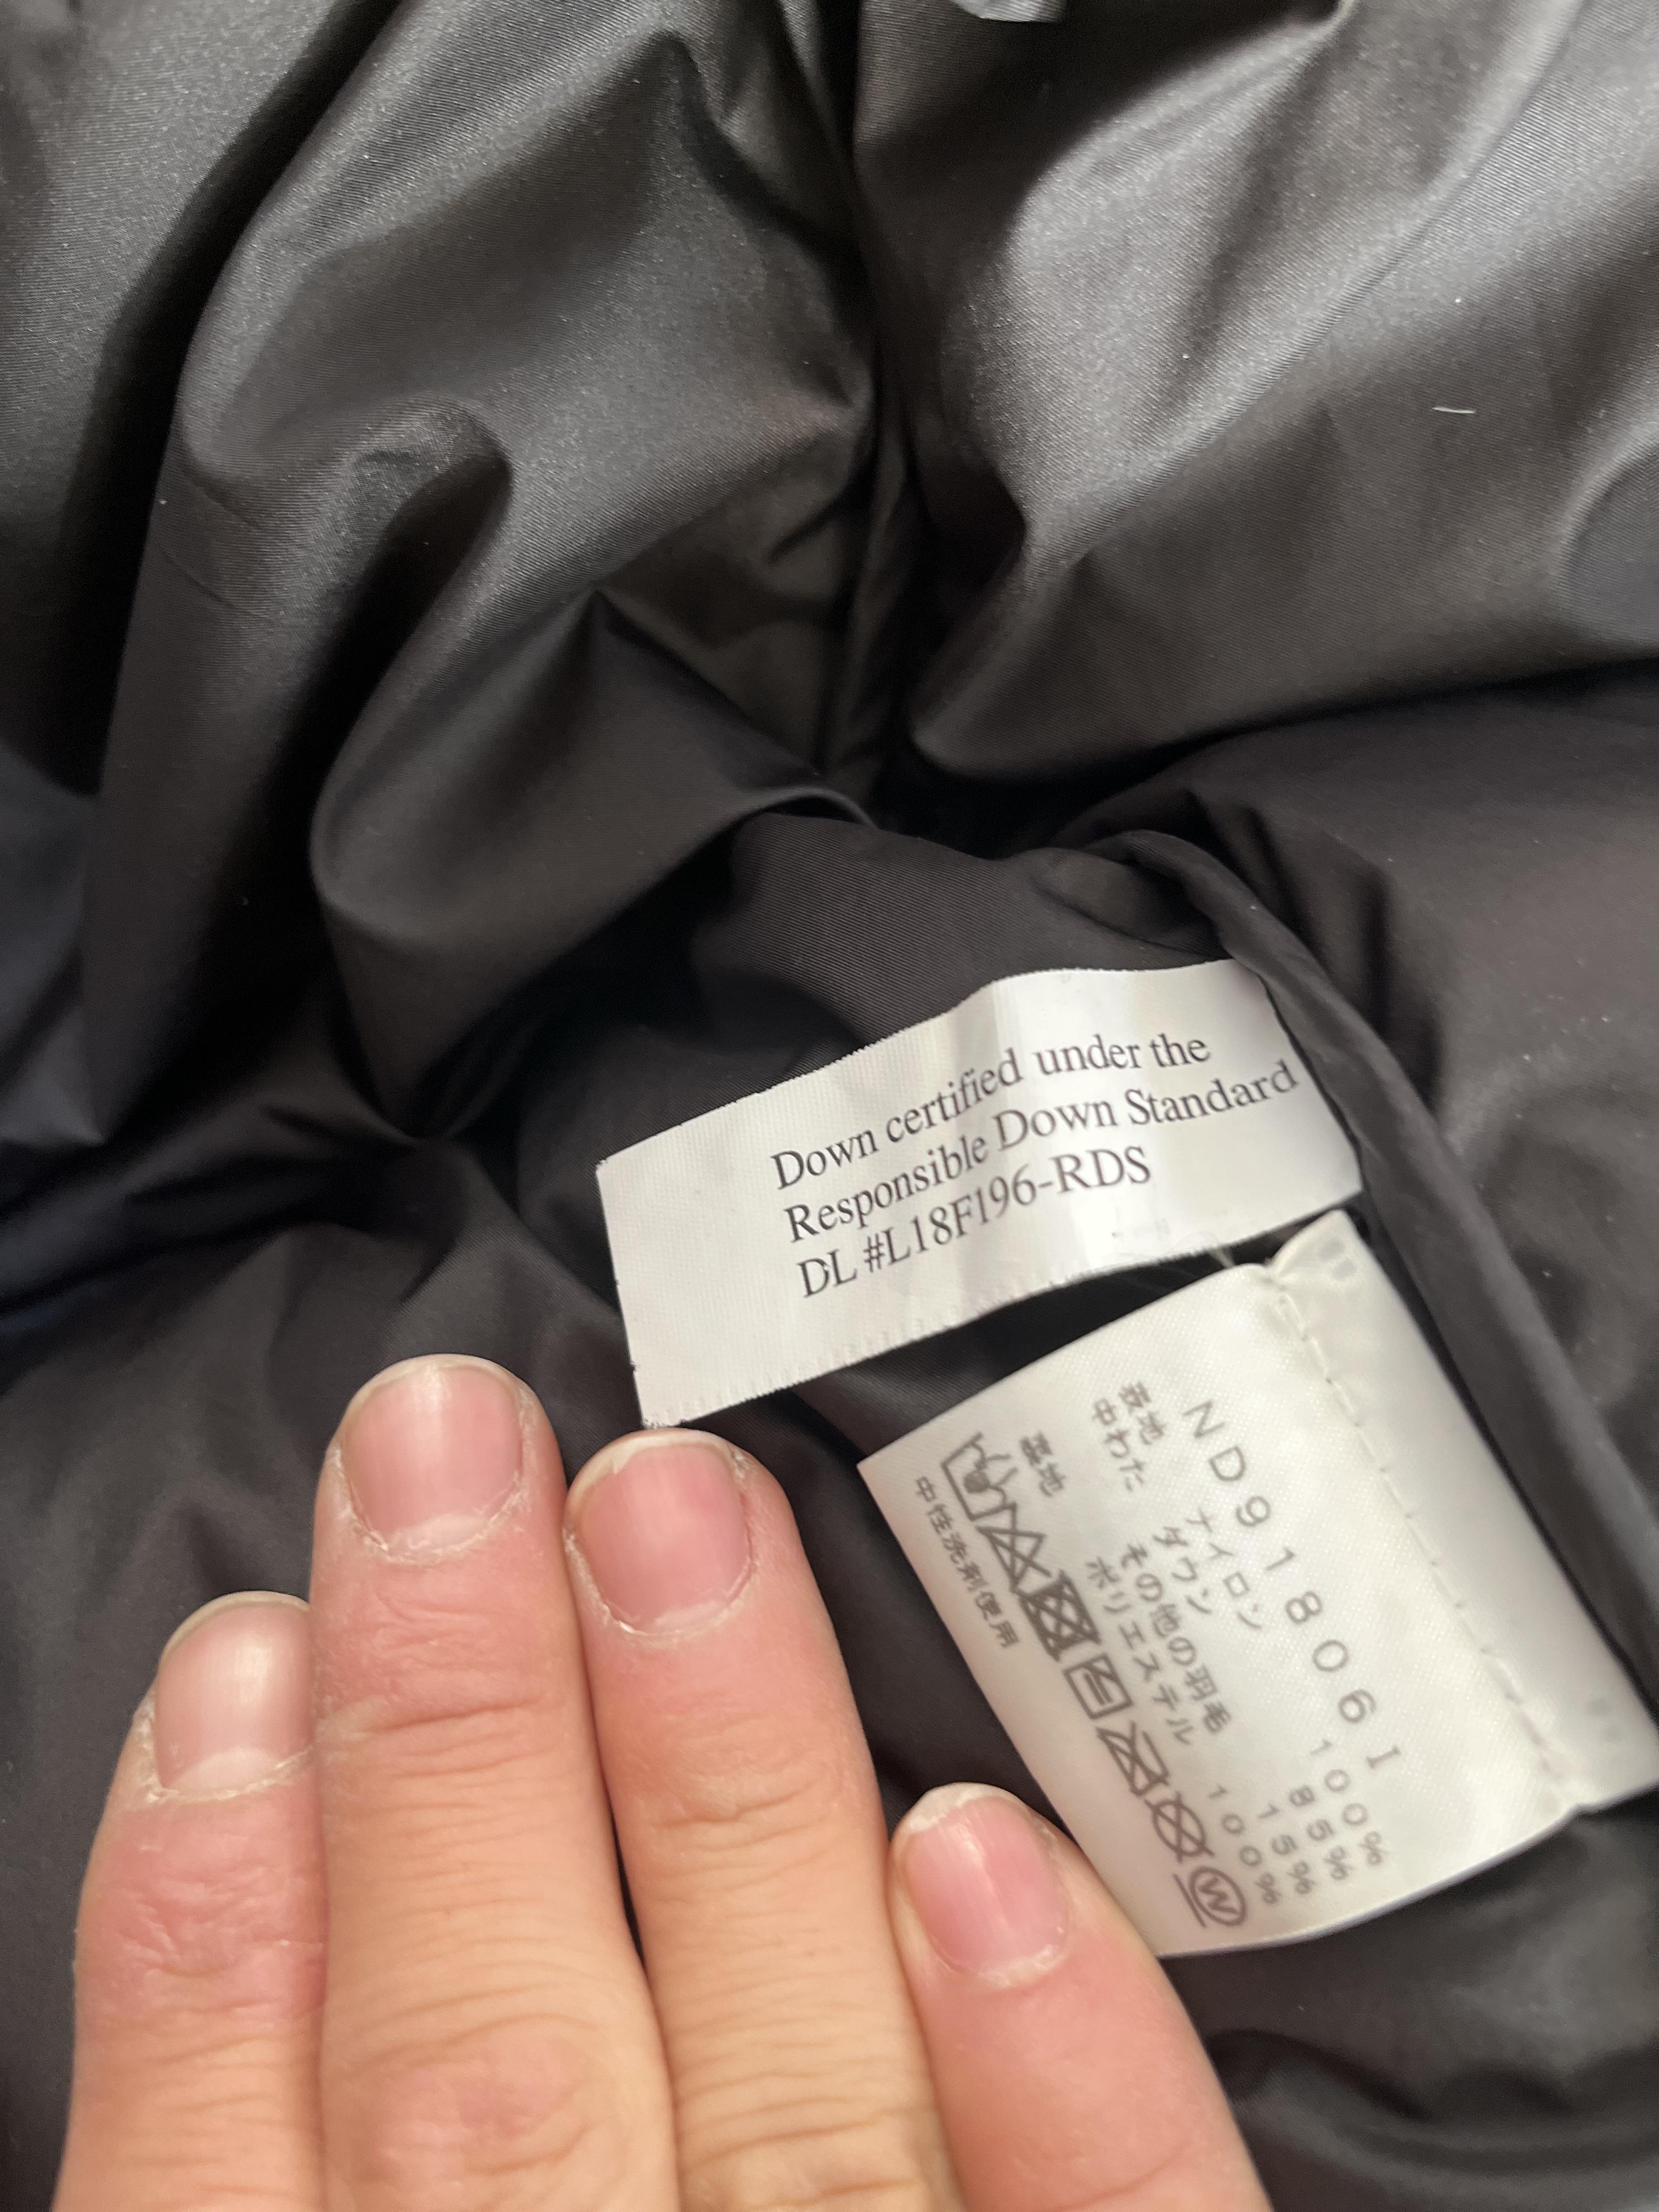 Down certified under the
Responsible Down Standard
DL #L18F196-RDS
ND91806I
表地 ナイロン 100%
中わた ダウン 85%
その他の羽毛 15%
裏地 ポリエステル 100%
W
中性洗剤使用